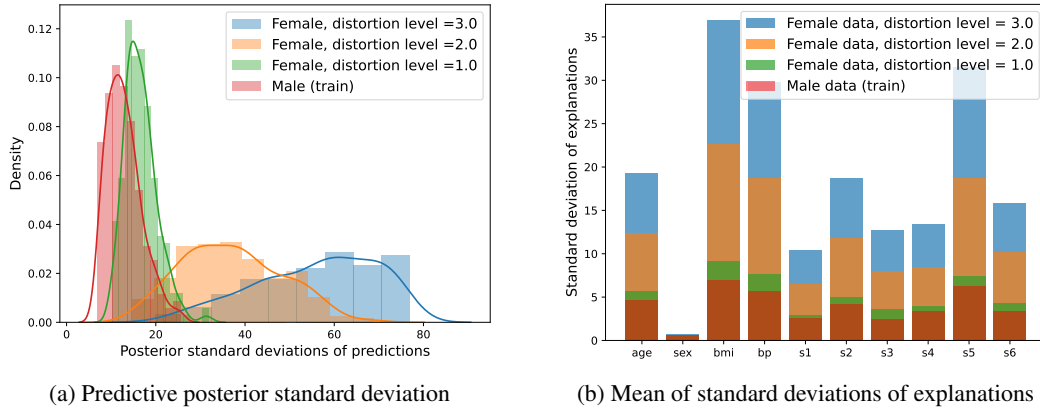 Female, distortion level =3.0
Female, distortion level =2.0
Female, distortion level =1.0
Male (train)
0.12
0.10
0.08
0.06
0.04
0.02
0.00
Density
0
20
40
60
80
Posterior standard deviations of predictions
(a) Predictive posterior standard deviation
Female data, distortion level = 3.0
Female data, distortion level = 2.0
Female data, distortion level = 1.0
Male data (train)
35
30
25
20
15
10
5
0
Standard deviation of explanations
age
sex
bmi
bp
s1
s2
s3
s4
s5
s6
(b) Mean of standard deviations of explanations